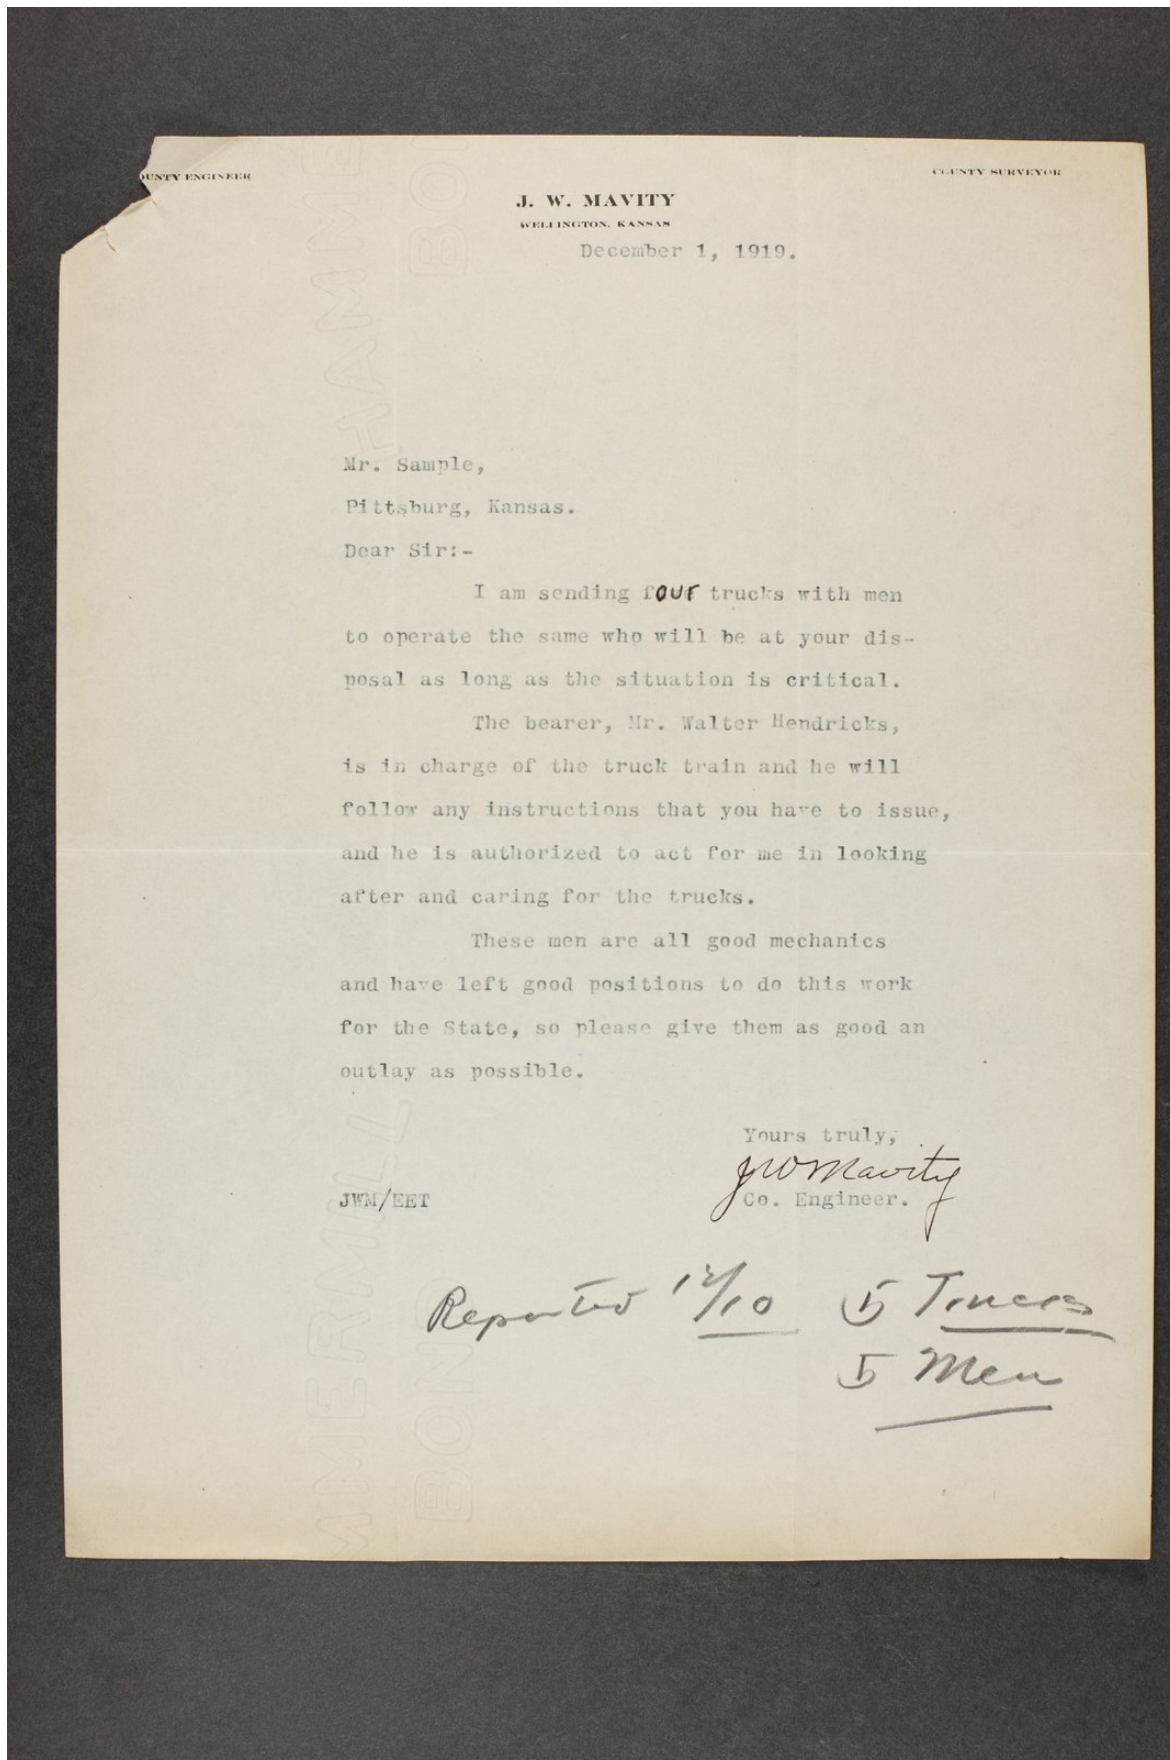 OUNTY ENGINEER
COUNTY SURVEYOR
J. W. MAVITY
WELLINGTON, KANSAS
December 1, 1919.
Mr. Sample,
Pittsburg, Kansas.
Dear Sir:-
I am sending four trucks with men
to operate the same who will be at your dis-
posal as long as the situation is critical.
The bearer, Mr. Walter Hendricks,
is in charge of the truck train and he will
follow any instructions that you have to issue,
and he is authorized to act for me in looking
after and caring for the trucks.
These men are all good mechanics
and have left good positions to do this work
for the State, so please give them as good an
outlay as possible.
Yours truly,
JWMavity
JWM/EET
Co. Engineer.
Reported 12/10 5 Trucks
5 Men
HAM
BO
MMERMILL
BOND